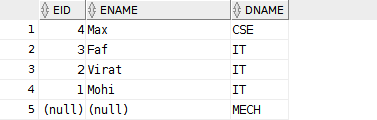 EID ENAME DNAME
1 4 Max CSE
2 3 Faf IT
3 2 Virat IT
4 1 Mohi IT
5 (null) (null) MECH